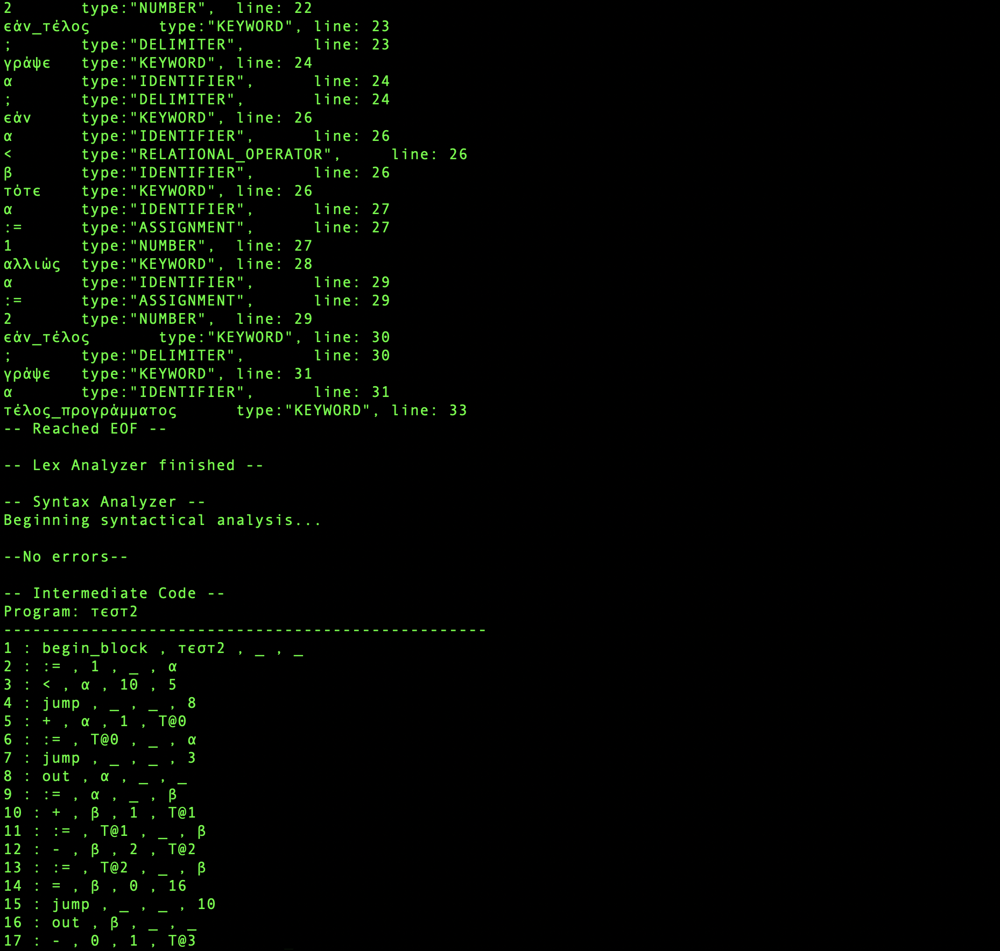 2 type:"NUMBER", line: 22
εάν_τέλος type:"KEYWORD", line: 23
; type:"DELIMITER", line: 23
γράψε type:"KEYWORD", line: 24
α type:"IDENTIFIER", line: 24
; type:"DELIMITER", line: 24
εάν type:"KEYWORD", line: 26
α type:"IDENTIFIER", line: 26
< type:"RELATIONAL_OPERATOR", line: 26
β type:"IDENTIFIER", line: 26
τότε type:"KEYWORD", line: 26
α type:"IDENTIFIER", line: 27
:= type:"ASSIGNMENT", line: 27
1 type:"NUMBER", line: 27
αλλιώς type:"KEYWORD", line: 28
α type:"IDENTIFIER", line: 29
:= type:"ASSIGNMENT", line: 29
2 type:"NUMBER", line: 29
εάν_τέλος type:"KEYWORD", line: 30
; type:"DELIMITER", line: 30
γράψε type:"KEYWORD", line: 31
α type:"IDENTIFIER", line: 31
τέλος_προγράμματος type:"KEYWORD", line: 33
-- Reached EOF --
-- Lex Analyzer finished --
-- Syntax Analyzer --
Beginning syntactical analysis...
--No errors--
-- Intermediate Code --
Program: τεστ2
--------------------------------------------------
1 : begin_block , τεστ2 , _ , _
2 : := , 1 , _ , α
3 : < , α , 10 , 5
4 : jump , _ , _ , 8
5 : + , α , 1 , T@0
6 : := , T@0 , _ , α
7 : jump , _ , _ , 3
8 : out , α , _ , _
9 : := , α , _ , β
10 : + , β , 1 , T@1
11 : := , T@1 , _ , β
12 : - , β , 2 , T@2
13 : := , T@2 , _ , β
14 : = , β , 0 , 16
15 : jump , _ , _ , 10
16 : out , β , _ , _
17 : - , 0 , 1 , T@3